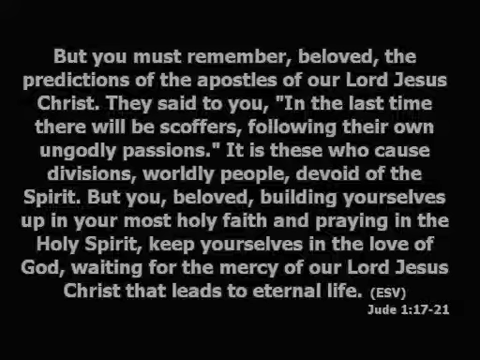 But you must remember, beloved, the
predictions of the apostles of our Lord Jesus
Christ. They said to you, "In the last time
there will be scoffers, following their own
ungodly passions." It is these who cause
divisions, worldly people, devoid of the
Spirit. But you, beloved, building yourselves
up in your most holy faith and praying in the
Holy Spirit, keep yourselves in the love of
God, waiting for the mercy of our Lord Jesus
Christ that leads to eternal life. (ESV)
Jude 1:17-21